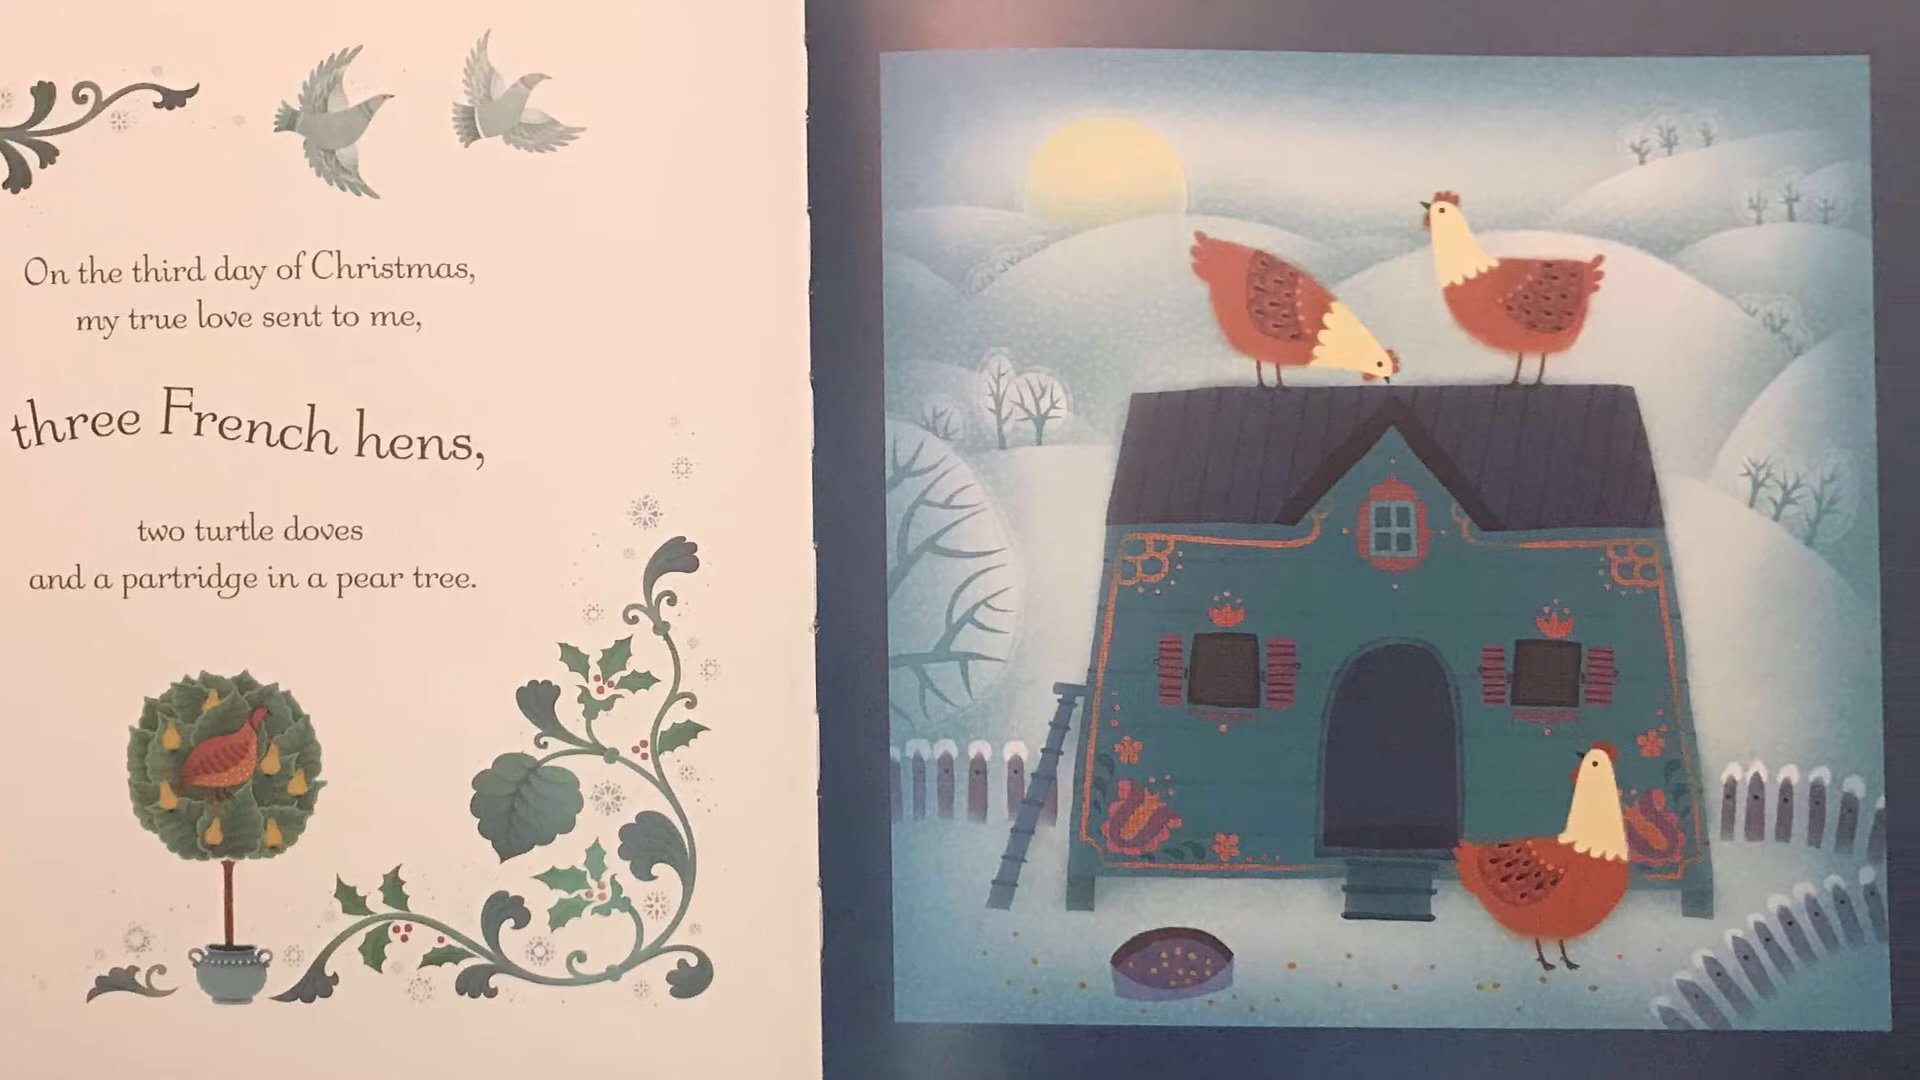 On the third day of Christmas,
my true love sent to me,
three French hens,
two turtle doves
and a partridge in a pear tree.